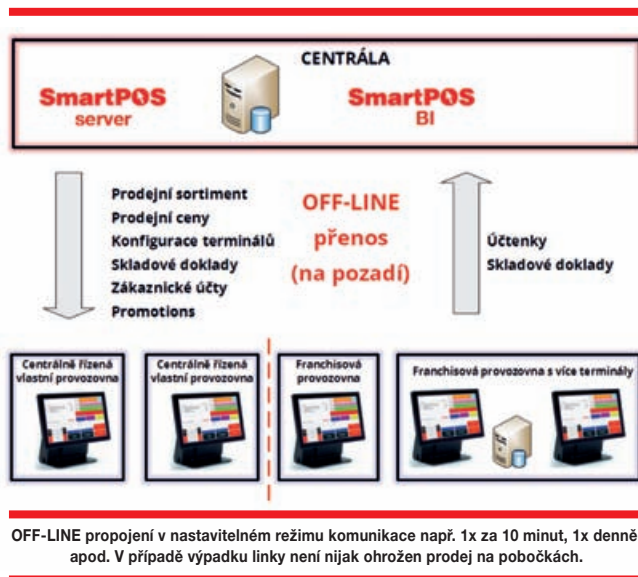 CENTRÁLA
SmartPOS
server
SmartPOS
BI
Prodejní sortiment
Prodejní ceny
Konfigurace terminálů
Skladové doklady
Zákaznické účty
Promotions
OFF-LINE
přenos
(na pozadí)
Účtenky
Skladové doklady
Centrálně řízená
vlastní provozovna
Centrálně řízená
vlastní provozovna
Franchisová
provozovna
Franchisová provozovna s více terminály
OFF-LINE propojení v nastavitelném režimu komunikace např. 1x za 10 minut, 1x denně
apod. V případě výpadku linky není nijak ohrožen prodej na pobočkách.